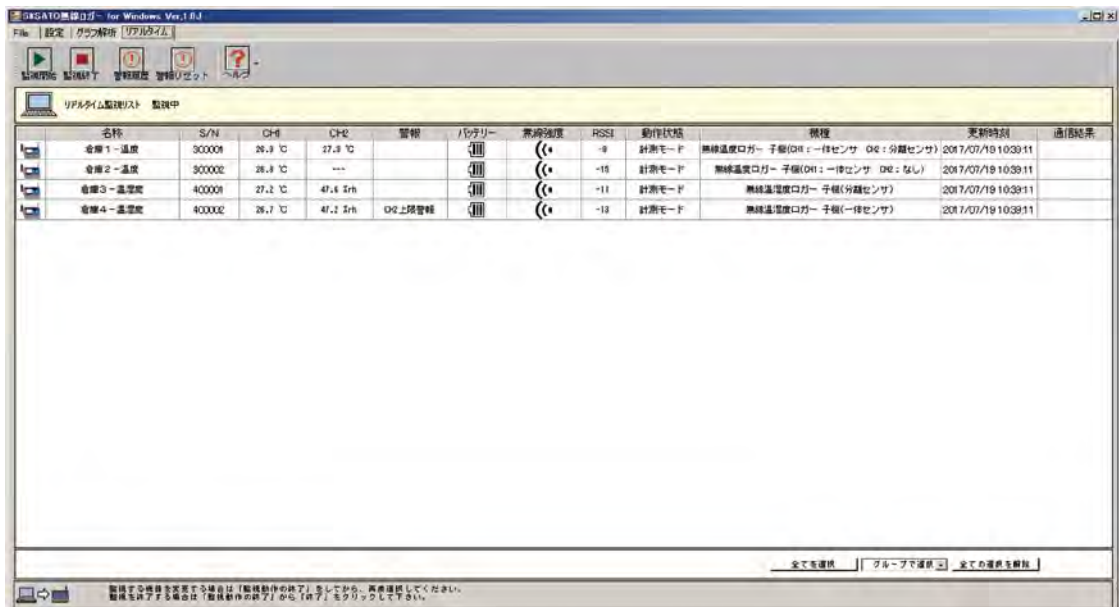 SKSATO無線ロガー for Windows Ver,1.0J
File 設定 グラフ解析 リアルタイム
監視開始 監視終了 警報履歴 警報リセット ヘルプ
リアルタイム監視リスト 監視中
名称 S/N CH1 CH2 警報 バッテリー 無線強度 RSSI 動作状態 機種 更新時刻 通信結果
倉庫1-温度 300001 ℃ ℃ 計測モード 無線温度ロガー 子機(CH1:一体センサ CH2:分離センサ) 2017/07/19 10:39:11
倉庫2-温度 300002 ℃ --- -15 計測モード 無線温度ロガー 子機(CH1:一体センサ CH2:なし) 2017/07/19 10:39:11
倉庫3-温湿度 400001 27.2 ℃ 47.6 %rh -11 計測モード 無線温湿度ロガー 子機(分離センサ) 2017/07/19 10:39:11
倉庫4-温湿度 400002 26.7 ℃ 47.2 %rh CH2上限警報 -13 計測モード 無線温湿度ロガー 子機(一体センサ) 2017/07/19 10:39:11
全てを選択 グループで選択 全ての選択を解除
監視する機種を変更する場合は「監視動作の終了」をしてから、再度選択してください。
監視を終了する場合は「監視動作の終了」から「終了」をクリックして下さい。